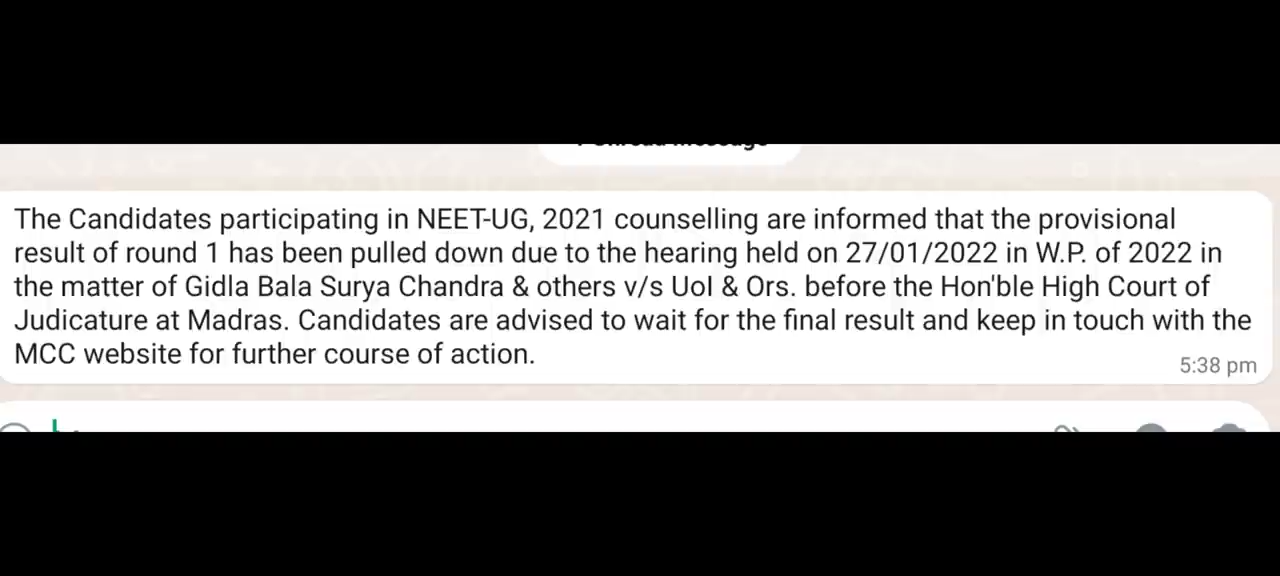 The Candidates participating in NEET-UG, 2021 counselling are informed that the provisional
result of round 1 has been pulled down due to the hearing held on 27/01/2022 in W.P. of 2022 in
the matter of Gidla Bala Surya Chandra & others v/s UoI & Ors. before the Hon'ble High Court of
Judicature at Madras. Candidates are advised to wait for the final result and keep in touch with the
MCC website for further course of action.
5:38 pm